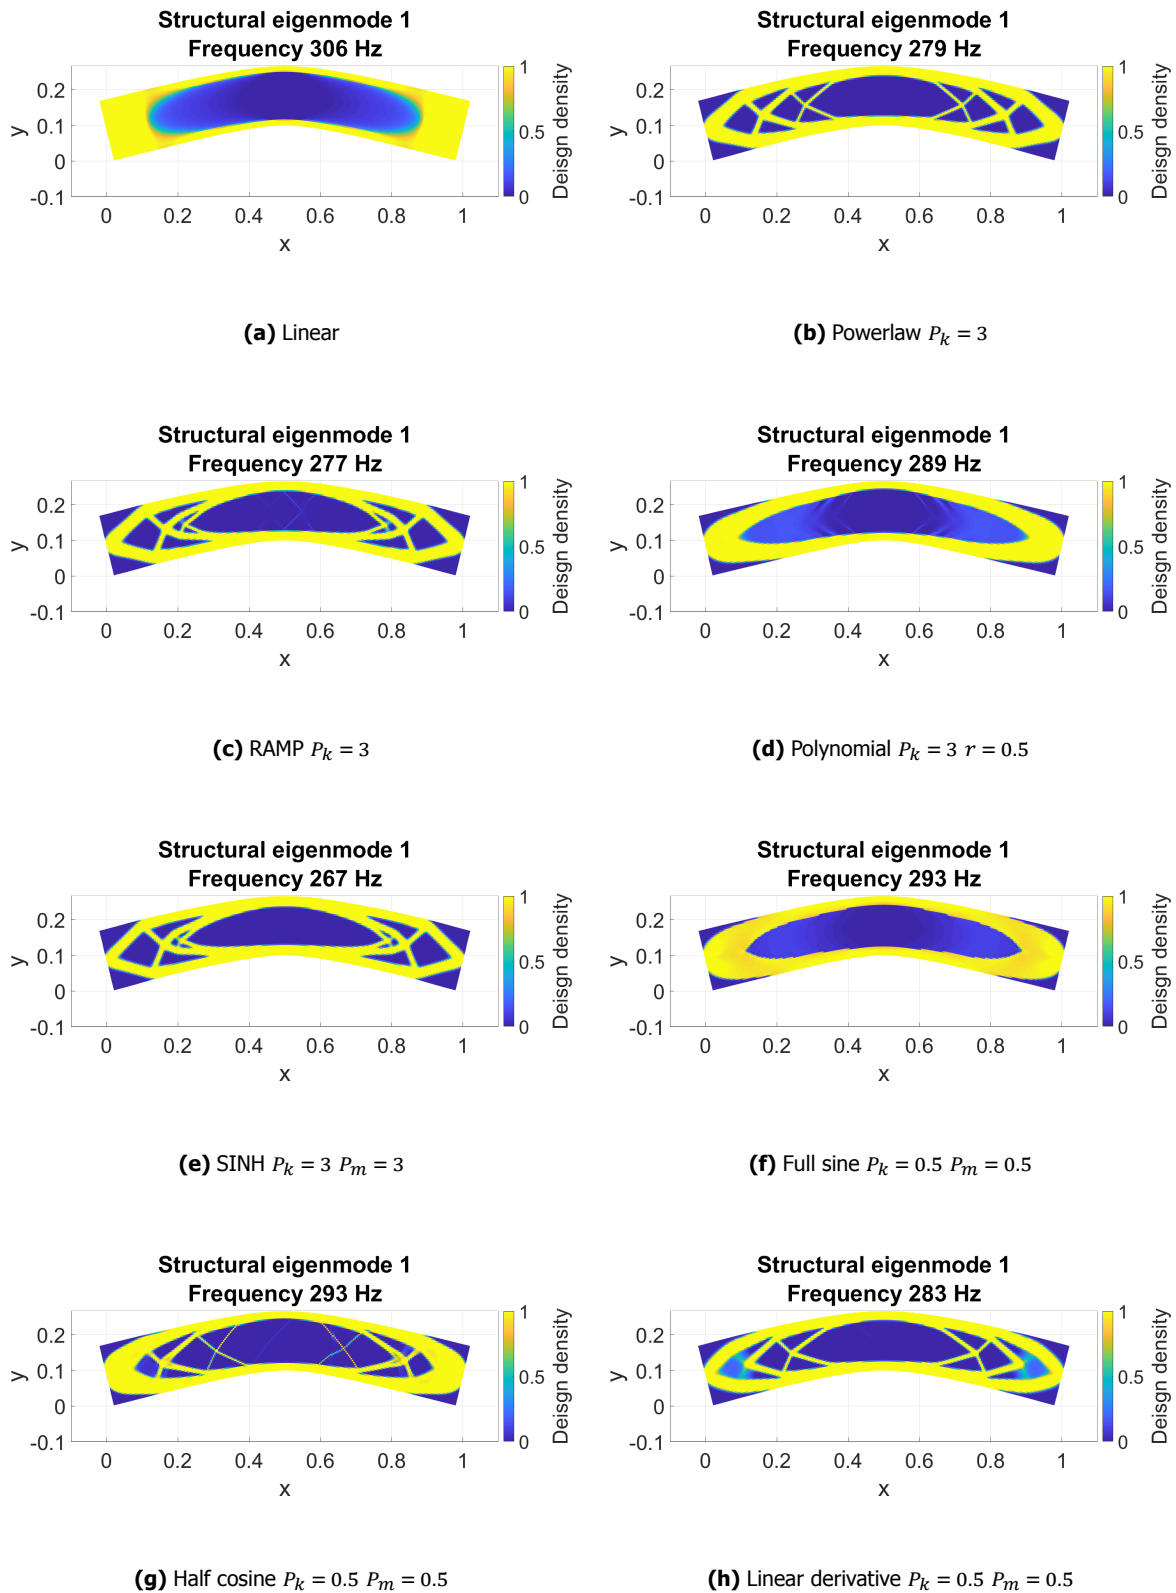 Structural eigenmode 1
Frequency 306 Hz
0.2
0.1
0
-0.1
y
0 0.2 0.4 0.6 0.8 1
x
1
0.5
0
Deisgn density
(a) Linear
Structural eigenmode 1
Frequency 279 Hz
0.2
0.1
0
-0.1
y
0 0.2 0.4 0.6 0.8 1
x
1
0.5
0
Deisgn density
(b) Powerlaw P_k = 3
Structural eigenmode 1
Frequency 277 Hz
0.2
0.1
0
-0.1
y
0 0.2 0.4 0.6 0.8 1
x
1
0.5
0
Deisgn density
(c) RAMP P_k = 3
Structural eigenmode 1
Frequency 289 Hz
0.2
0.1
0
-0.1
y
0 0.2 0.4 0.6 0.8 1
x
1
0.5
0
Deisgn density
(d) Polynomial P_k = 3 r = 0.5
Structural eigenmode 1
Frequency 267 Hz
0.2
0.1
0
-0.1
y
0 0.2 0.4 0.6 0.8 1
x
1
0.5
0
Deisgn density
(e) SINH P_k = 3 P_m = 3
Structural eigenmode 1
Frequency 293 Hz
0.2
0.1
0
-0.1
y
0 0.2 0.4 0.6 0.8 1
x
1
0.5
0
Deisgn density
(f) Full sine P_k = 0.5 P_m = 0.5
Structural eigenmode 1
Frequency 293 Hz
0.2
0.1
0
-0.1
y
0 0.2 0.4 0.6 0.8 1
x
1
0.5
0
Deisgn density
(g) Half cosine P_k = 0.5 P_m = 0.5
Structural eigenmode 1
Frequency 283 Hz
0.2
0.1
0
-0.1
y
0 0.2 0.4 0.6 0.8 1
x
1
0.5
0
Deisgn density
(h) Linear derivative P_k = 0.5 P_m = 0.5